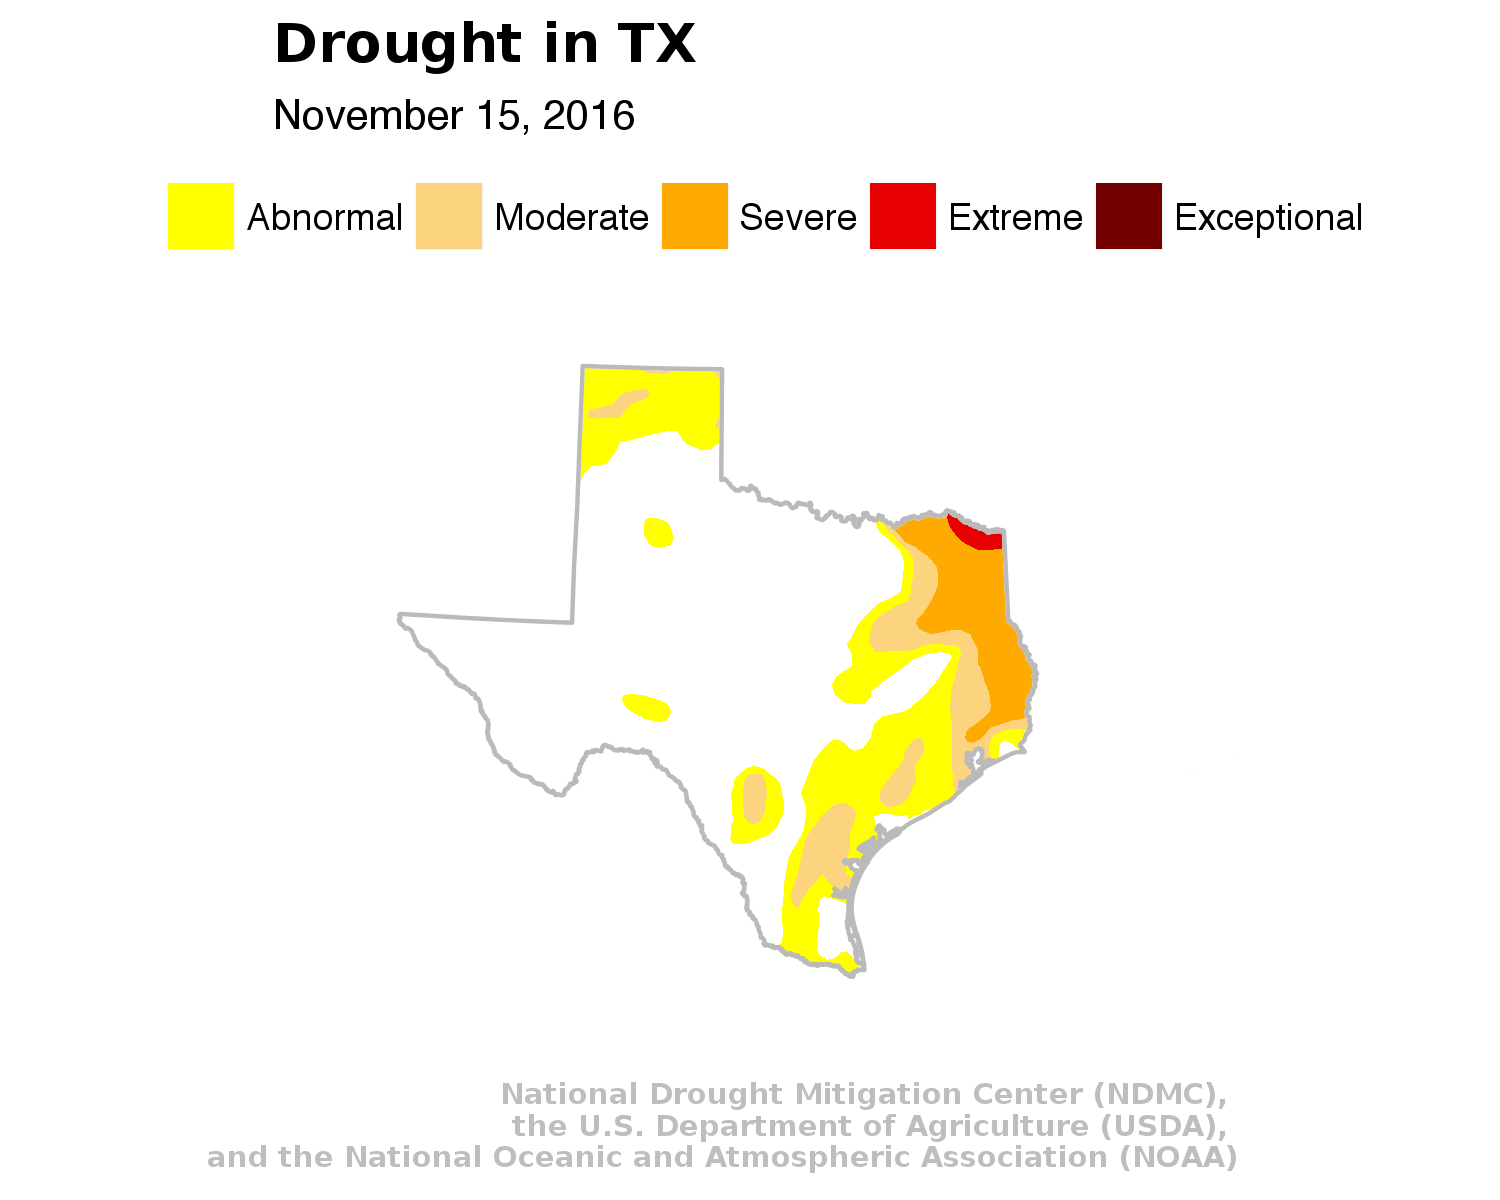 Drought in TX
November 15, 2016
Abnormal Moderate Severe Extreme Exceptional
National Drought Mitigation Center (NDMC),
the U.S. Department of Agriculture (USDA),
and the National Oceanic and Atmospheric Association (NOAA)